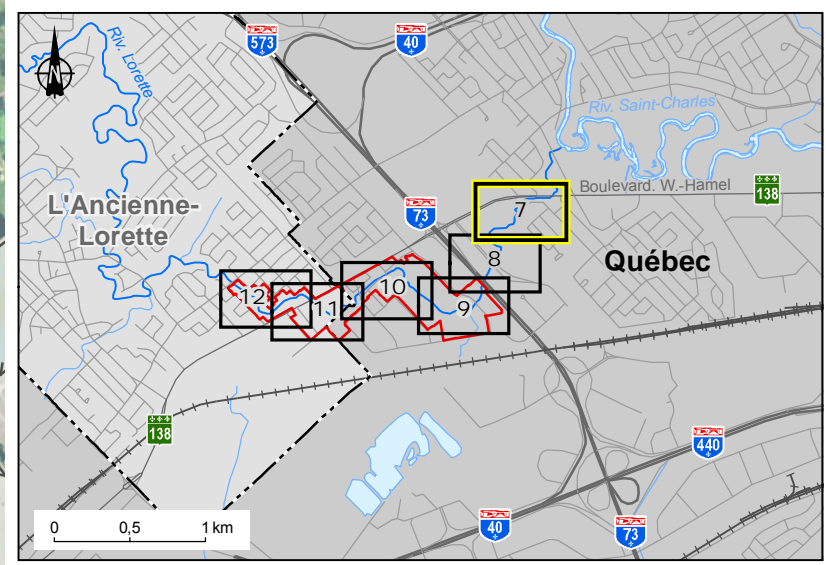 573
40
Riv. Lorette
Riv. Saint-Charles
Boulevard. W.-Hamel
138
73
7
L'Ancienne-
Lorette
8
Québec
10
12
11
9
138
440
0 0,5 1 km
40
73